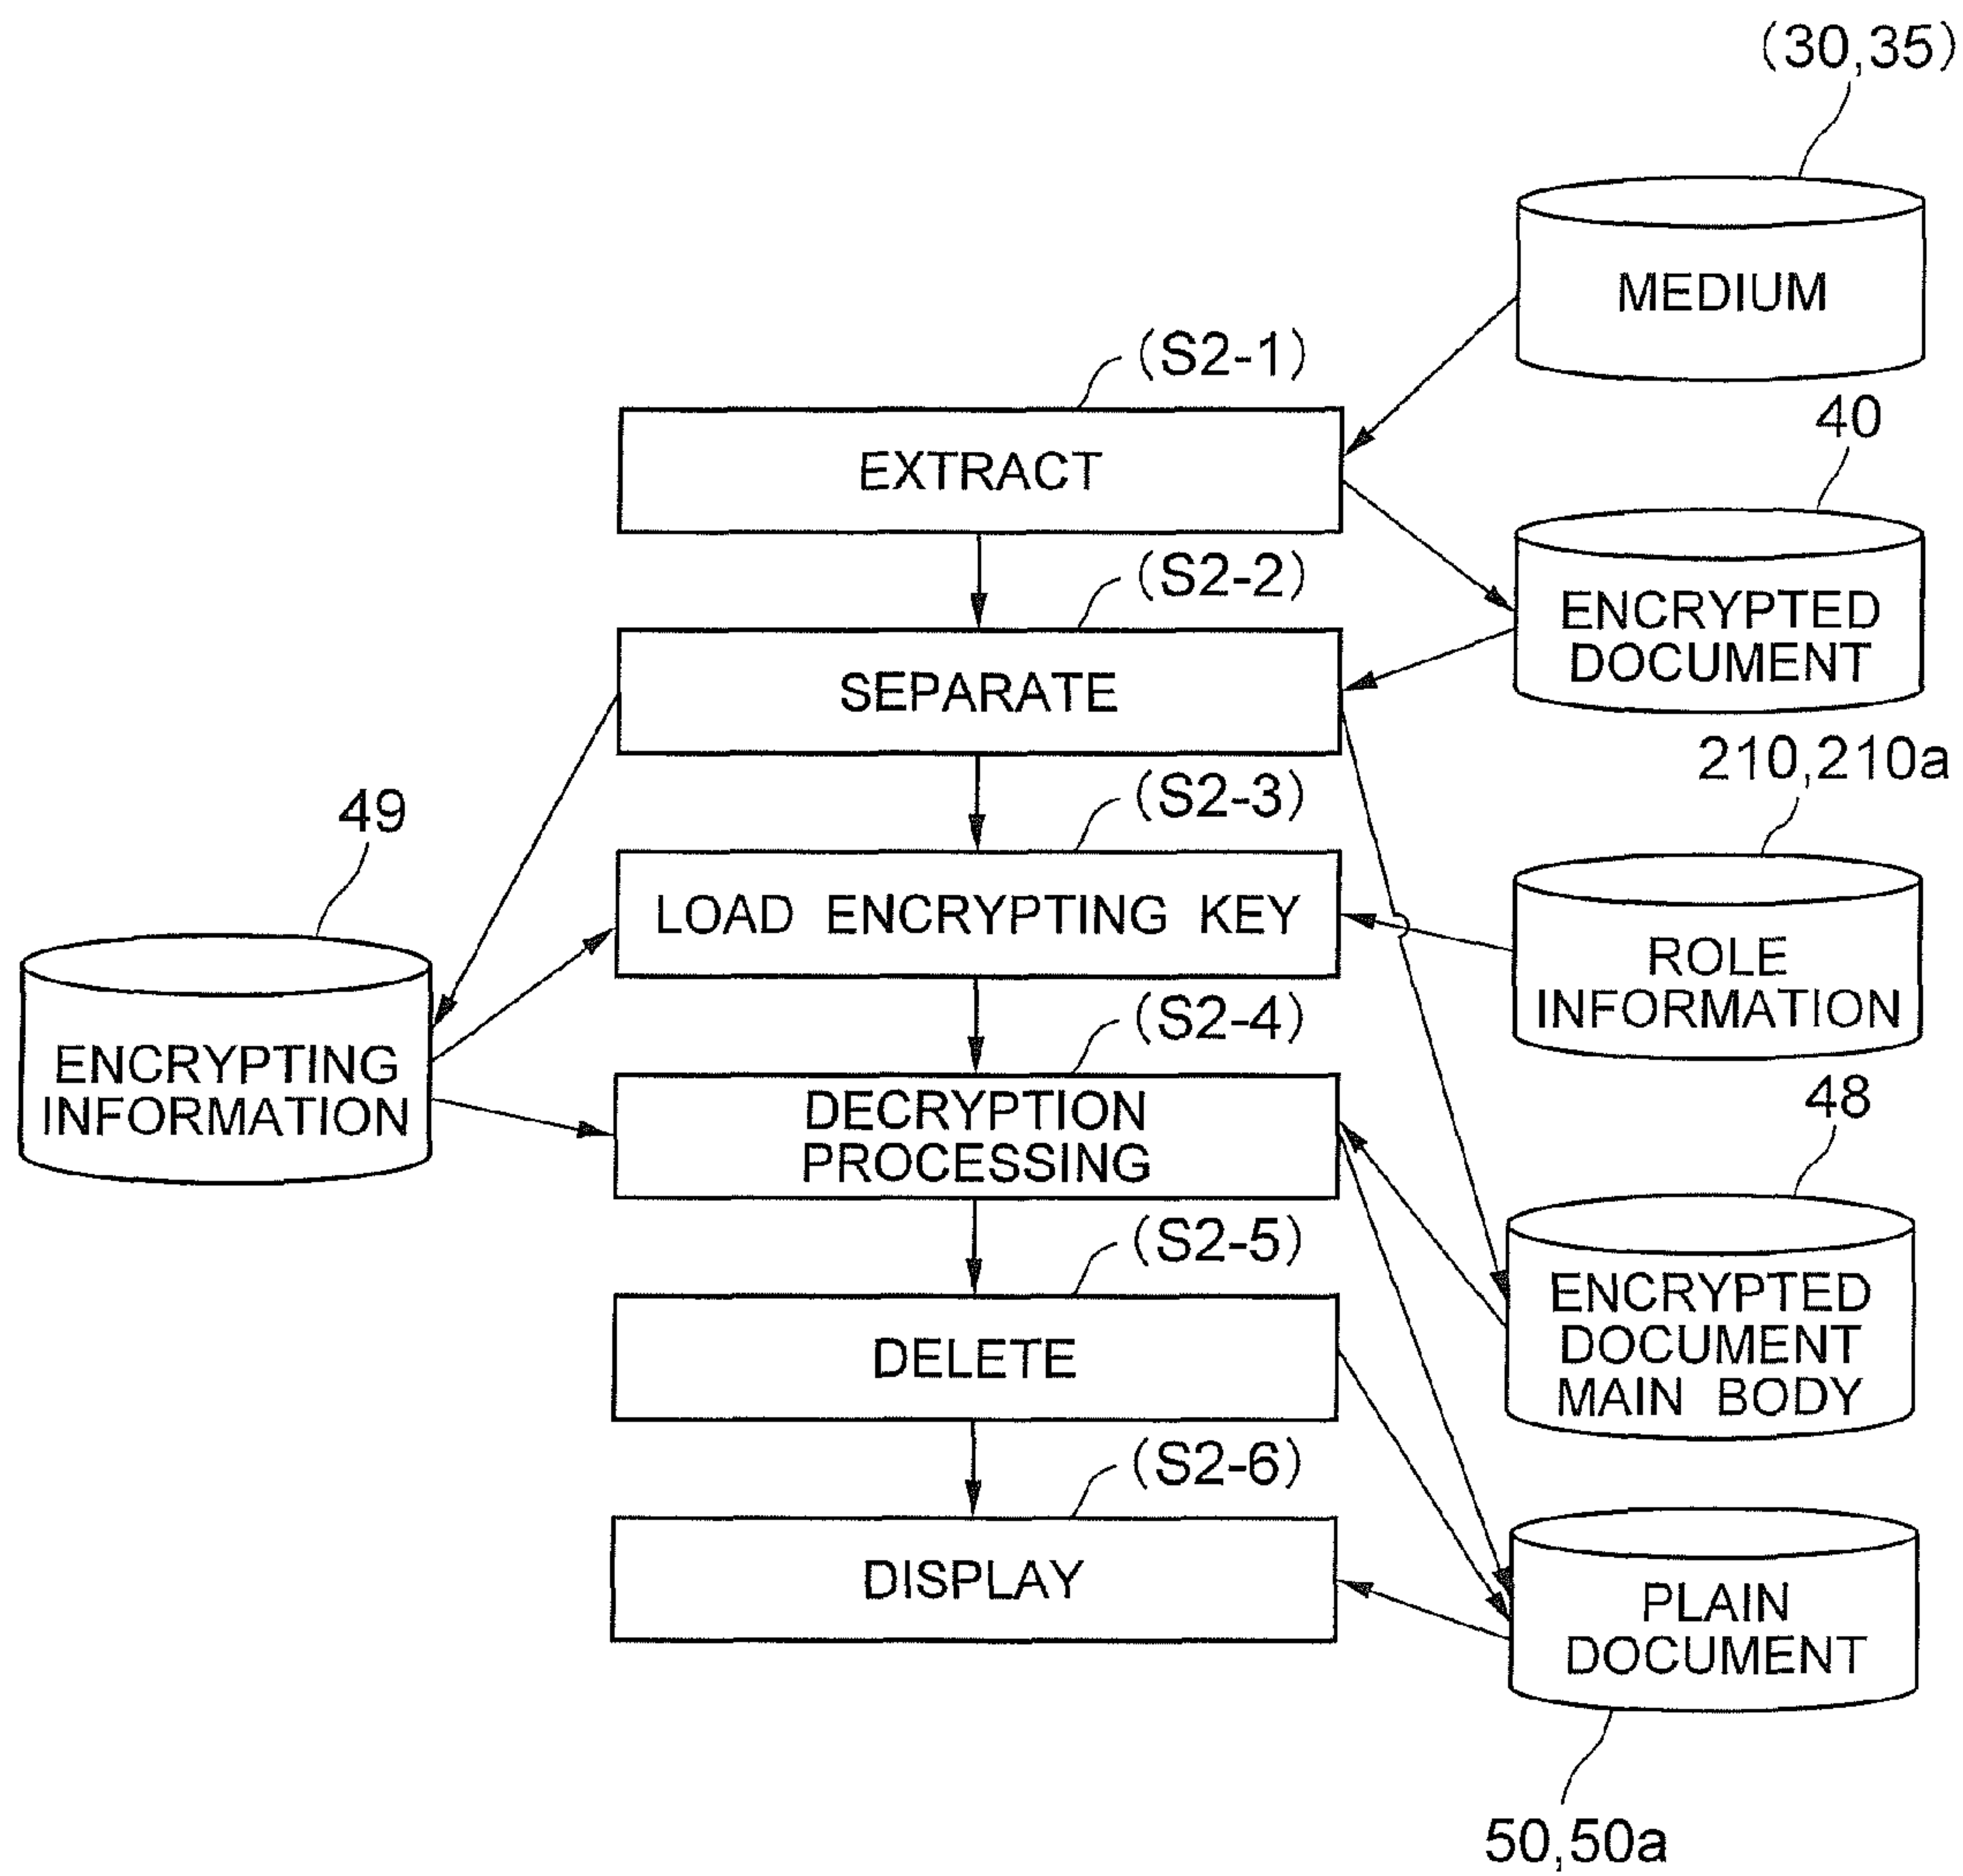 (30,35)
MEDIUM
(S2-1)
EXTRACT
40
ENCRYPTED
DOCUMENT
(S2-2)
SEPARATE
210,210a
ROLE
INFORMATION
(S2-3)
LOAD ENCRYPTING KEY
49
ENCRYPTING
INFORMATION
(S2-4)
DECRYPTION
PROCESSING
48
ENCRYPTED
DOCUMENT
MAIN BODY
(S2-5)
DELETE
(S2-6)
DISPLAY
PLAIN
DOCUMENT
50,50a